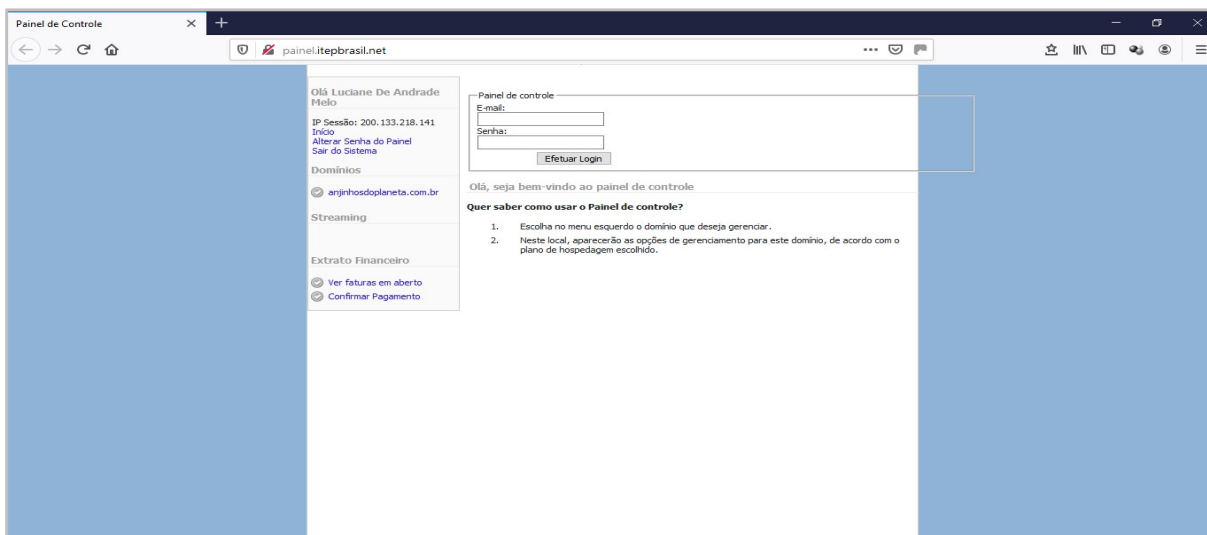 Painel de Controle
painel.itepbrasil.net
Olá Luciane De Andrade
Melo
IP Sessão: 200.133.218.141
Início
Alterar Senha do Painel
Sair do Sistema
Domínios
anjinhosdoplaneta.com.br
Streaming
Extrato Financeiro
Ver faturas em aberto
Confirmar Pagamento
Painel de controle
E-mail:
Senha:
Efetuar Login
Olá, seja bem-vindo ao painel de controle
Quer saber como usar o Painel de controle?
1. Escolha no menu esquerdo o domínio que deseja gerenciar.
2. Neste local, aparecerão as opções de gerenciamento para este domínio, de acordo com o
plano de hospedagem escolhido.